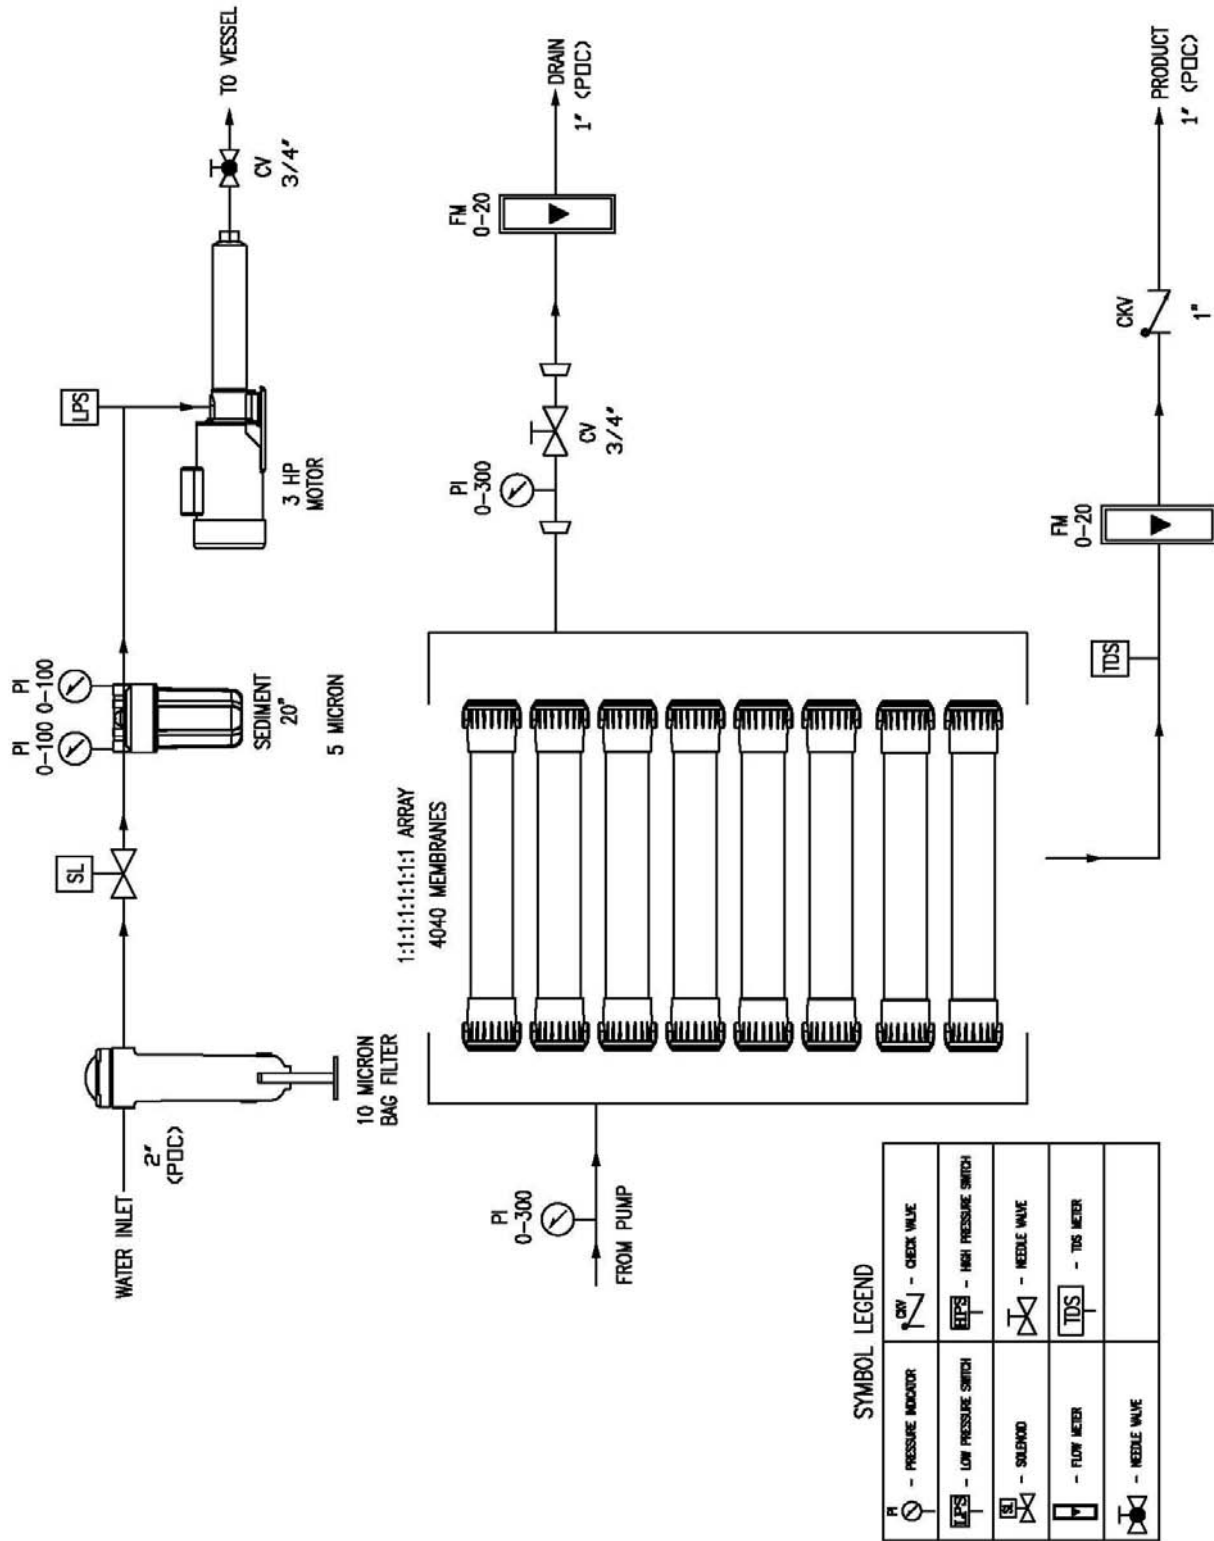 WATER INLET
2"
(POC)
10 MICRON
BAG FILTER
SL
PI
0-100
PI
0-100
SEDIMENT
20"
5 MICRON
LPS
3 HP
MOTOR
CV
3/4"
TO VESSEL
1:1:1:1:1:1:1 ARRAY
4040 MEMBRANES
PI
0-300
FROM PUMP
PI
0-300
CV
3/4"
FM
0-20
DRAIN
1" (POC)
TDS
FM
0-20
CKV
1"
PRODUCT
1" (POC)
SYMBOL LEGEND
PI - PRESSURE INDICATOR
CKV - CHECK VALVE
LPS - LOW PRESSURE SWITCH
HPS - HIGH PRESSURE SWITCH
SL - SOLENOID
- NEEDLE VALVE
- FLOW METER
TDS - TDS METER
- NEEDLE VALVE